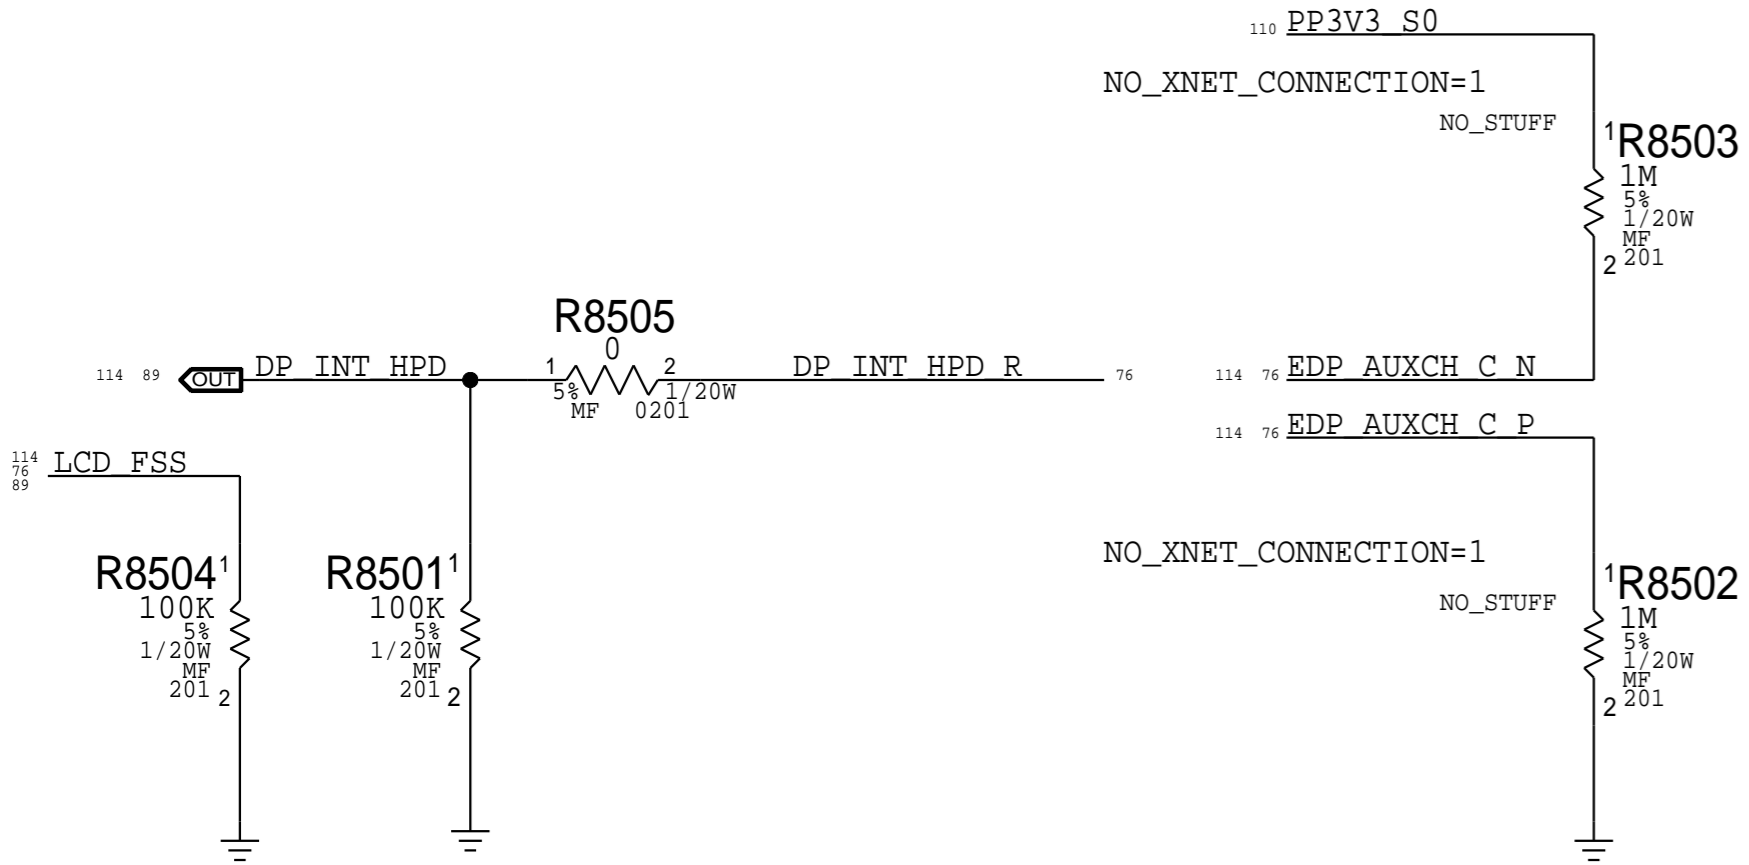 110 PP3V3_S0
NO_XNET_CONNECTION=1
NO_STUFF
1 R8503
1M
5%
1/20W
MF
2 201
R8505
0
114 89 OUT DP_INT_HPD 1 2 DP_INT_HPD_R 76
5% 1/20W
MF 0201
114 76 EDP_AUXCH_C_N
114 76 EDP_AUXCH_C_P
114
76 LCD_FSS
89
R8504 1
100K
5%
1/20W
MF
201 2
R8501 1
100K
5%
1/20W
MF
201 2
NO_XNET_CONNECTION=1
NO_STUFF
1 R8502
1M
5%
1/20W
MF
2 201